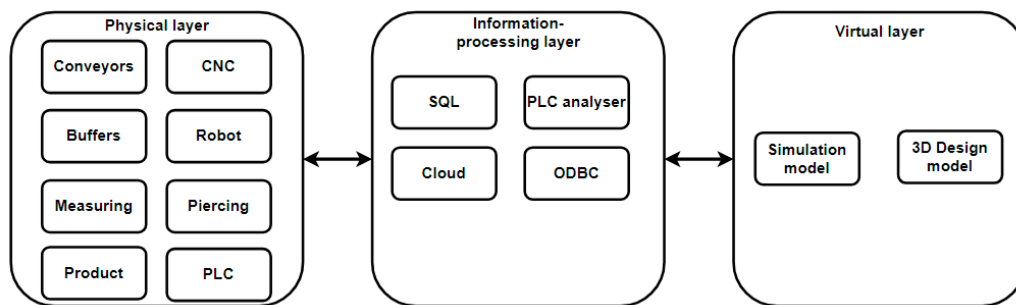 Physical layer
Conveyors
CNC
Buffers
Robot
Measuring
Piercing
Product
PLC
Information-
processing layer
SQL
PLC analyser
Cloud
ODBC
Virtual layer
Simulation
model
3D Design
model